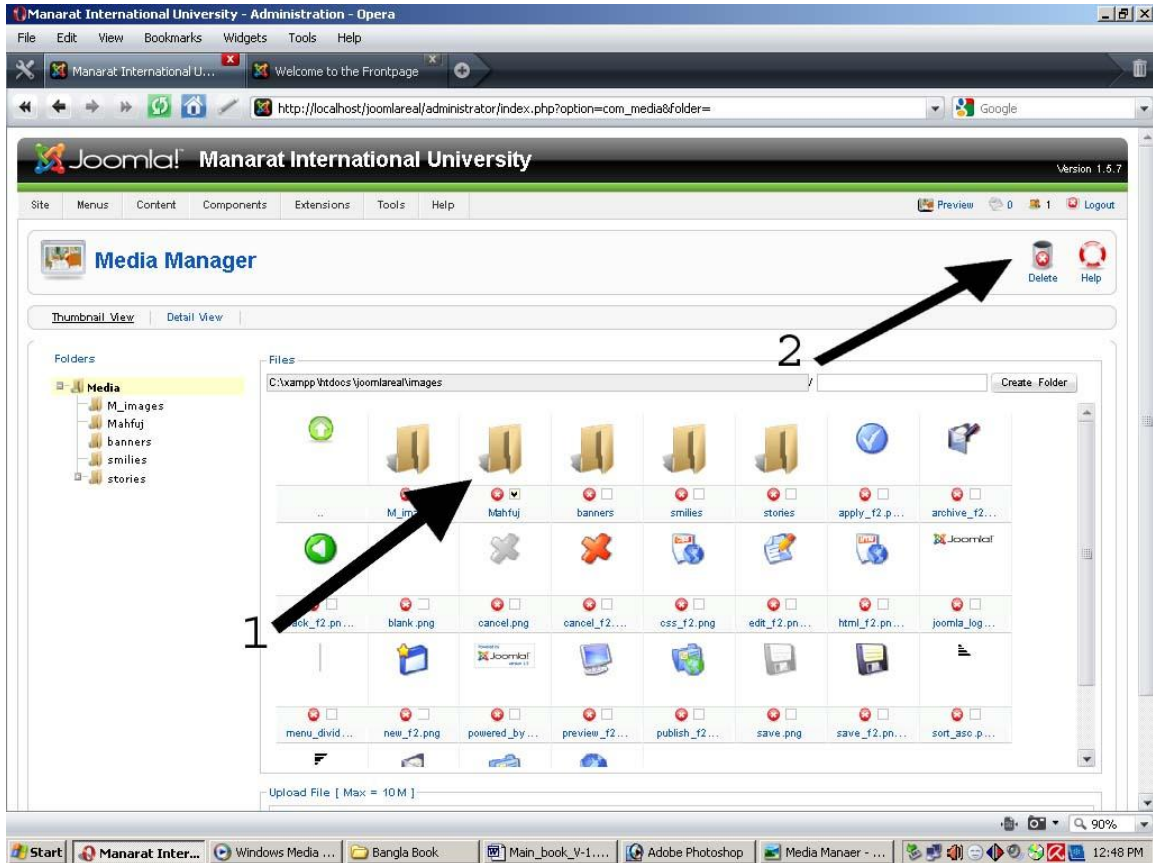 Manarat International University - Administration - Opera
File Edit View Bookmarks Widgets Tools Help
Manarat International U... Welcome to the Frontpage
http://localhost/joomlareal/administrator/index.php?option=com_media&folder= Google
Joomla! Manarat International University
Version 1.5.7
Site Menus Content Components Extensions Tools Help Preview 0 1 Logout
Media Manager
Delete Help
Thumbnail View Detail View
2
Folders
Files
C:\xampp\htdocs\joomlareal\images / Create Folder
Media
M_images
Mahfuj
banners
smilies
stories
.. Mahfuj banners smilies stories apply_f2.p... archive_f2...
Joomla!
1
blank.png cancel.png cancel_f2.... css_f2.png edit_f2.pn... html_f2.pn... joomla_log...
Joomla!
menu_divid... new_f2.png powered_by... preview_f2... publish_f2... save.png save_f2.pn... sort_asc.p...
Upload File [ Max = 10M ]
90%
Start Manarat Inter... Windows Media ... Bangla Book Main_book_V-1.... Adobe Photoshop Media Manaer - ... 12:48 PM